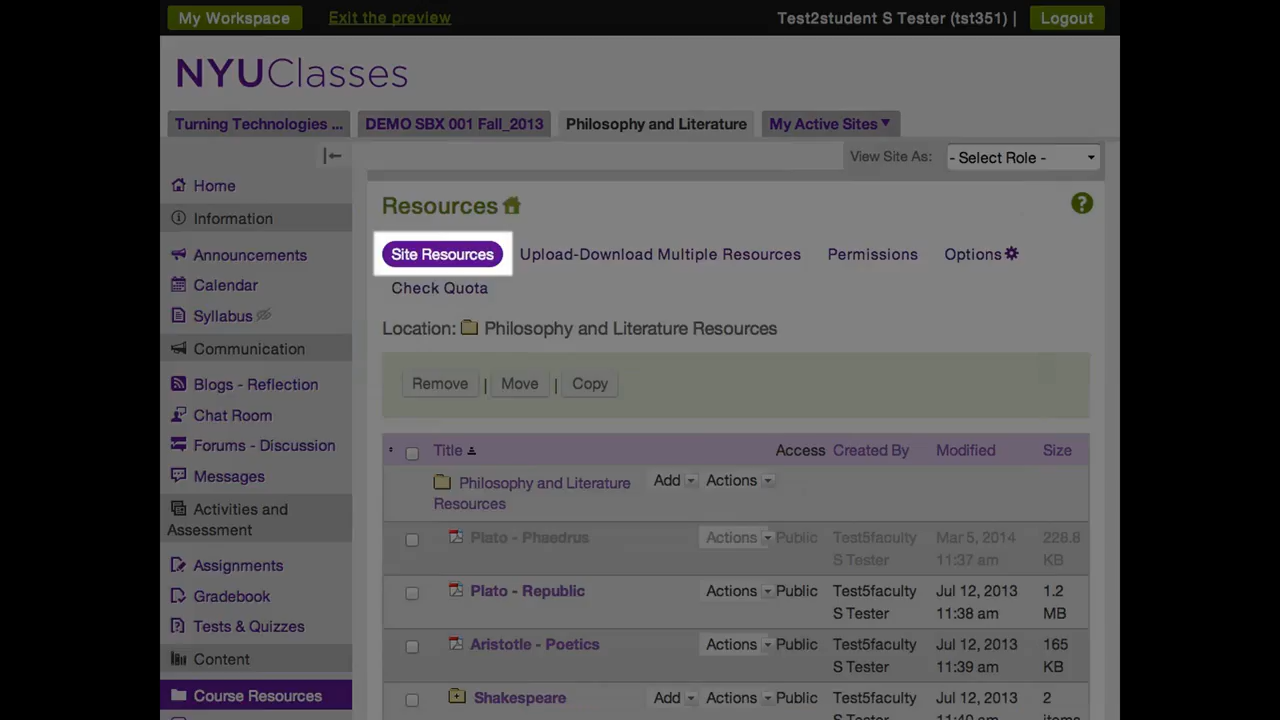 My Workspace Exit the preview Test2student S Tester (tst351) | Logout
NYUClasses
Turning Technologies ... DEMO SBX 001 Fall_2013 Philosophy and Literature My Active Sites
View Site As: - Select Role -
Home
Information
Announcements
Calendar
Syllabus
Communication
Blogs - Reflection
Chat Room
Forums - Discussion
Messages
Activities and
Assessment
Assignments
Gradebook
Tests & Quizzes
Content
Course Resources
Resources ?
Site Resources Upload-Download Multiple Resources Permissions Options
Check Quota
Location: Philosophy and Literature Resources
Remove | Move | Copy
Title Access Created By Modified Size
Philosophy and Literature Add Actions
Resources
Plato - Phaedrus Actions Public Test5faculty Mar 5, 2014 228.8
S Tester 11:37 am KB
Plato - Republic Actions Public Test5faculty Jul 12, 2013 1.2
S Tester 11:38 am MB
Aristotle - Poetics Actions Public Test5faculty Jul 12, 2013 165
S Tester 11:39 am KB
Shakespeare Add Actions Public Test5faculty Jul 12, 2013 2
S Tester 11:40 am items